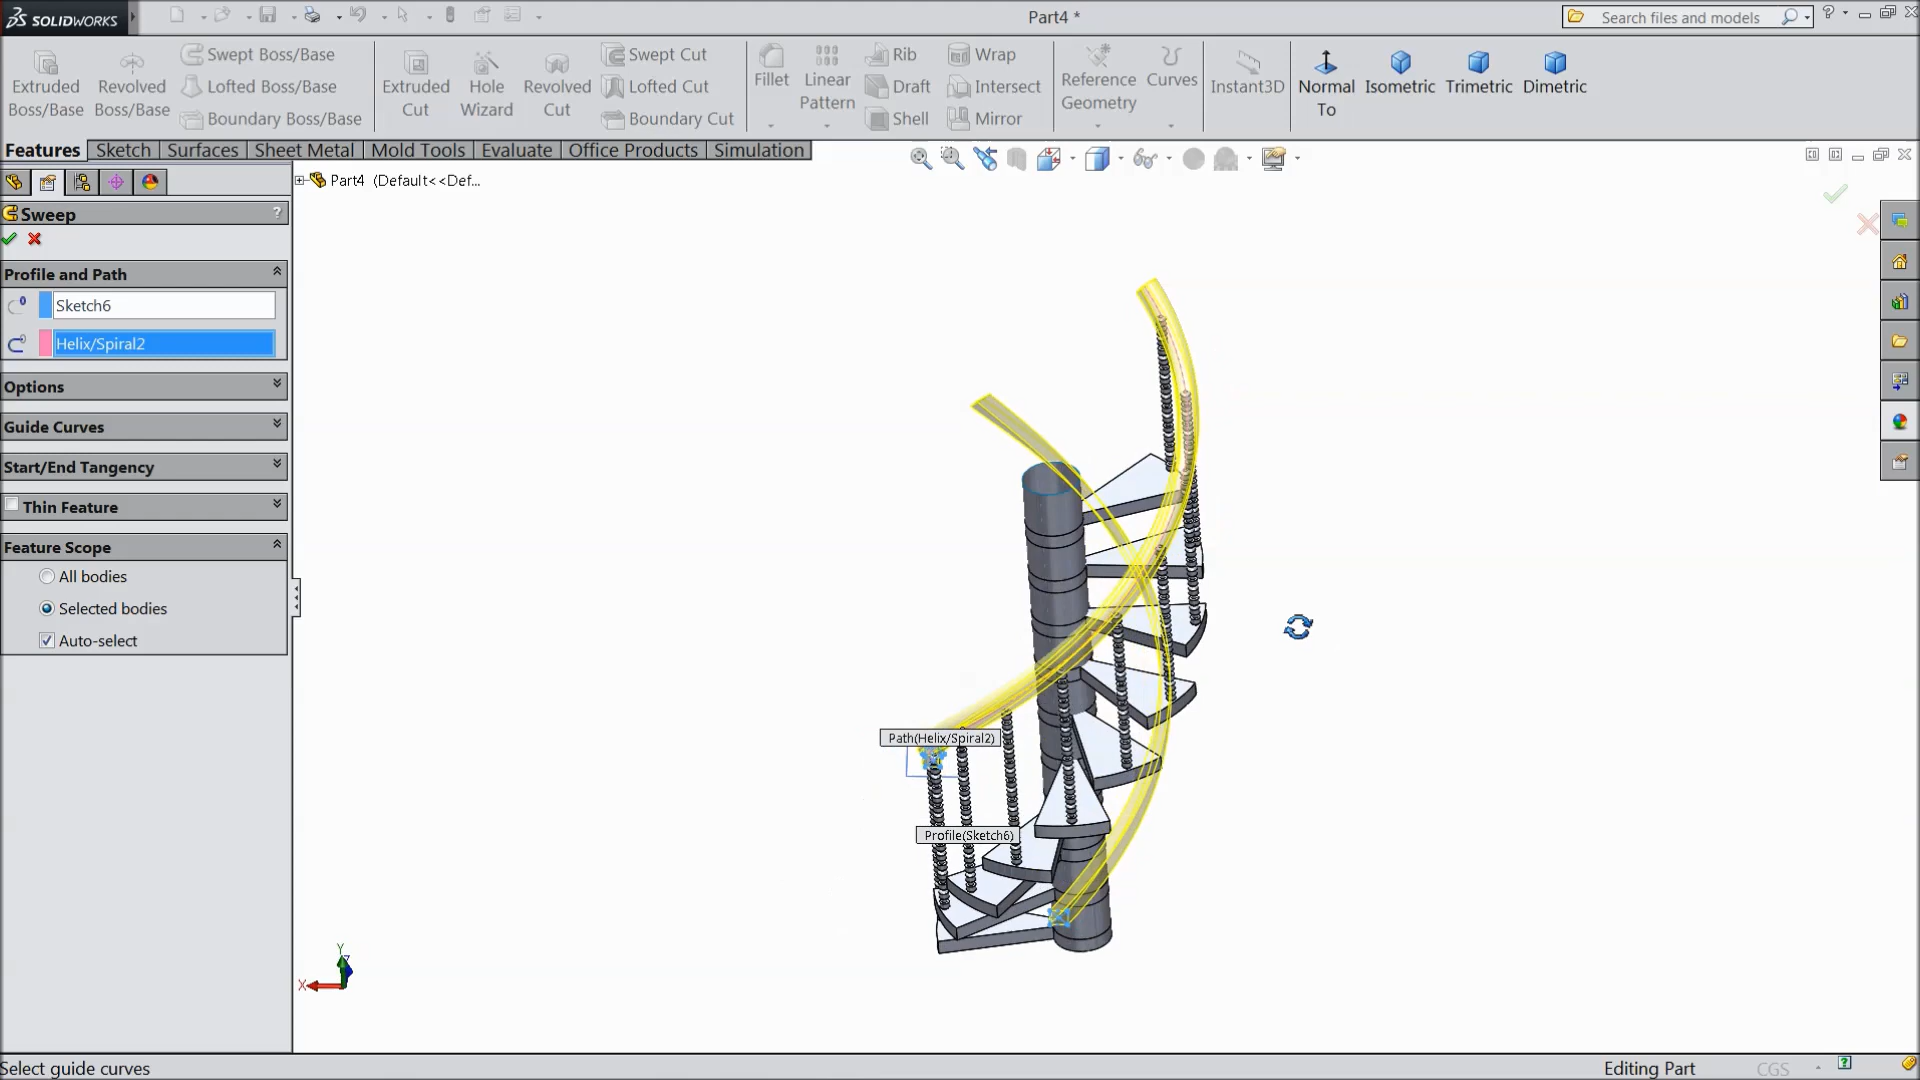 SOLIDWORKS
Part4 *
Search files and models
Extruded Boss/Base
Revolved Boss/Base
Swept Boss/Base
Lofted Boss/Base
Boundary Boss/Base
Extruded Cut
Hole Wizard
Revolved Cut
Swept Cut
Lofted Cut
Boundary Cut
Fillet
Linear Pattern
Rib
Draft
Shell
Wrap
Intersect
Mirror
Reference Geometry
Curves
Instant3D
Normal To
Isometric
Trimetric
Dimetric
Features
Sketch
Surfaces
Sheet Metal
Mold Tools
Evaluate
Office Products
Simulation
Part4 (Default<<Def...
Sweep
?
Profile and Path
Sketch6
Helix/Spiral2
Options
Guide Curves
Start/End Tangency
Thin Feature
Feature Scope
All bodies
Selected bodies
Auto-select
Path(Helix/Spiral2)
Profile(Sketch6)
Y
X
Select guide curves
Editing Part
CGS